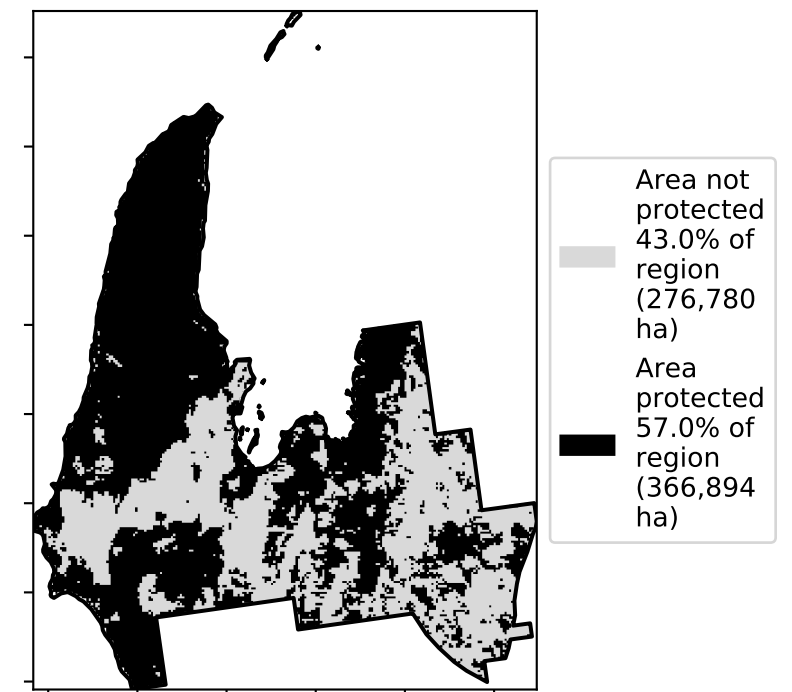 Area not
protected
43.0% of
region
(276,780
ha)
Area
protected
57.0% of
region
(366,894
ha)